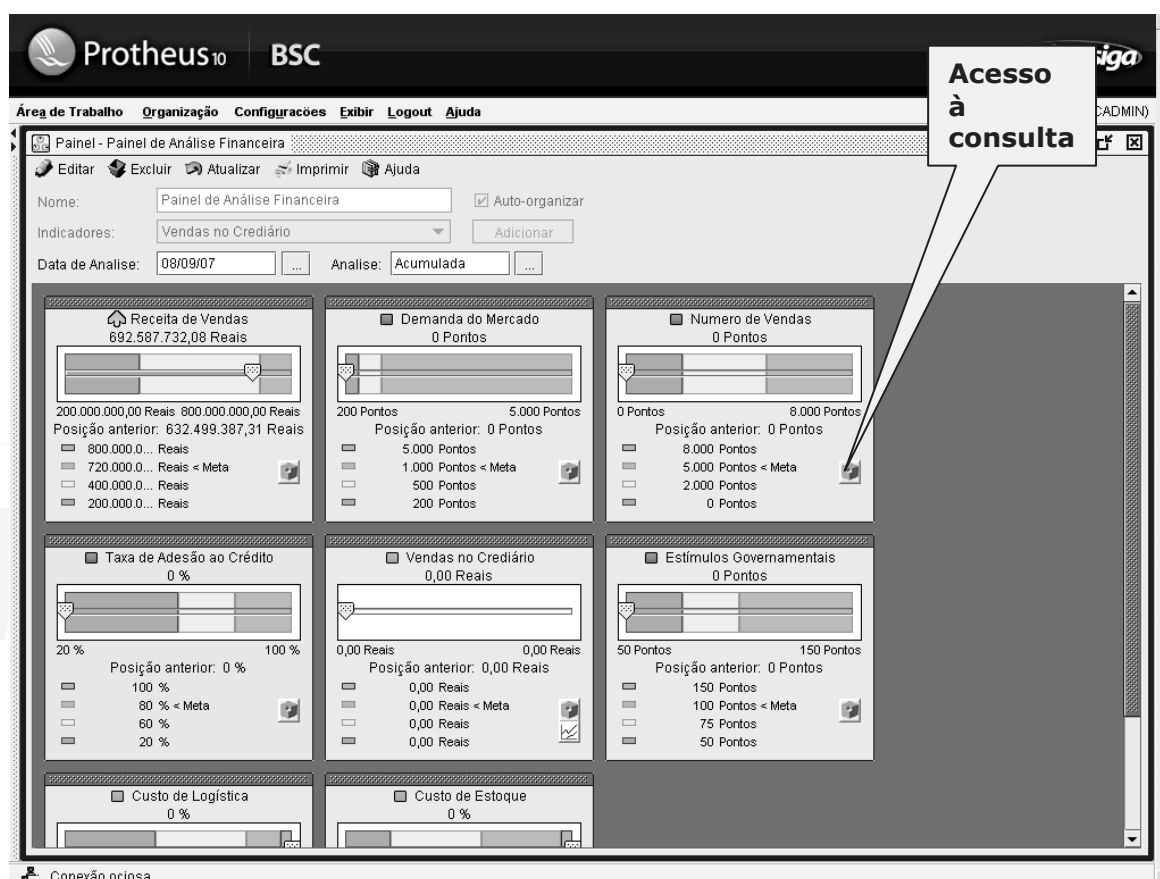 Protheus10 BSC
Acesso
à
consulta
Área de Trabalho Organização Configurações Exibir Logout Ajuda
Painel - Painel de Análise Financeira
Editar Excluir Atualizar Imprimir Ajuda
Nome: Painel de Análise Financeira Auto-organizar
Indicadores: Vendas no Crediário Adicionar
Data de Analise: 08/09/07 ... Analise: Acumulada ...
Receita de Vendas
692.587.732,08 Reais
200.000.000,00 Reais 800.000.000,00 Reais
Posição anterior: 632.499.387,31 Reais
800.000.0... Reais
720.000.0... Reais < Meta
400.000.0... Reais
200.000.0... Reais
Demanda do Mercado
0 Pontos
200 Pontos 5.000 Pontos
Posição anterior: 0 Pontos
5.000 Pontos
1.000 Pontos < Meta
500 Pontos
200 Pontos
Numero de Vendas
0 Pontos
0 Pontos 8.000 Pontos
Posição anterior: 0 Pontos
8.000 Pontos
5.000 Pontos < Meta
2.000 Pontos
0 Pontos
Taxa de Adesão ao Crédito
0 %
20 % 100 %
Posição anterior: 0 %
100 %
80 % < Meta
60 %
20 %
Vendas no Crediário
0,00 Reais
0,00 Reais 0,00 Reais
Posição anterior: 0,00 Reais
0,00 Reais
0,00 Reais < Meta
0,00 Reais
0,00 Reais
Estímulos Governamentais
0 Pontos
50 Pontos 150 Pontos
Posição anterior: 0 Pontos
150 Pontos
100 Pontos < Meta
75 Pontos
50 Pontos
Custo de Logística
0 %
Custo de Estoque
0 %
Conexão ociosa